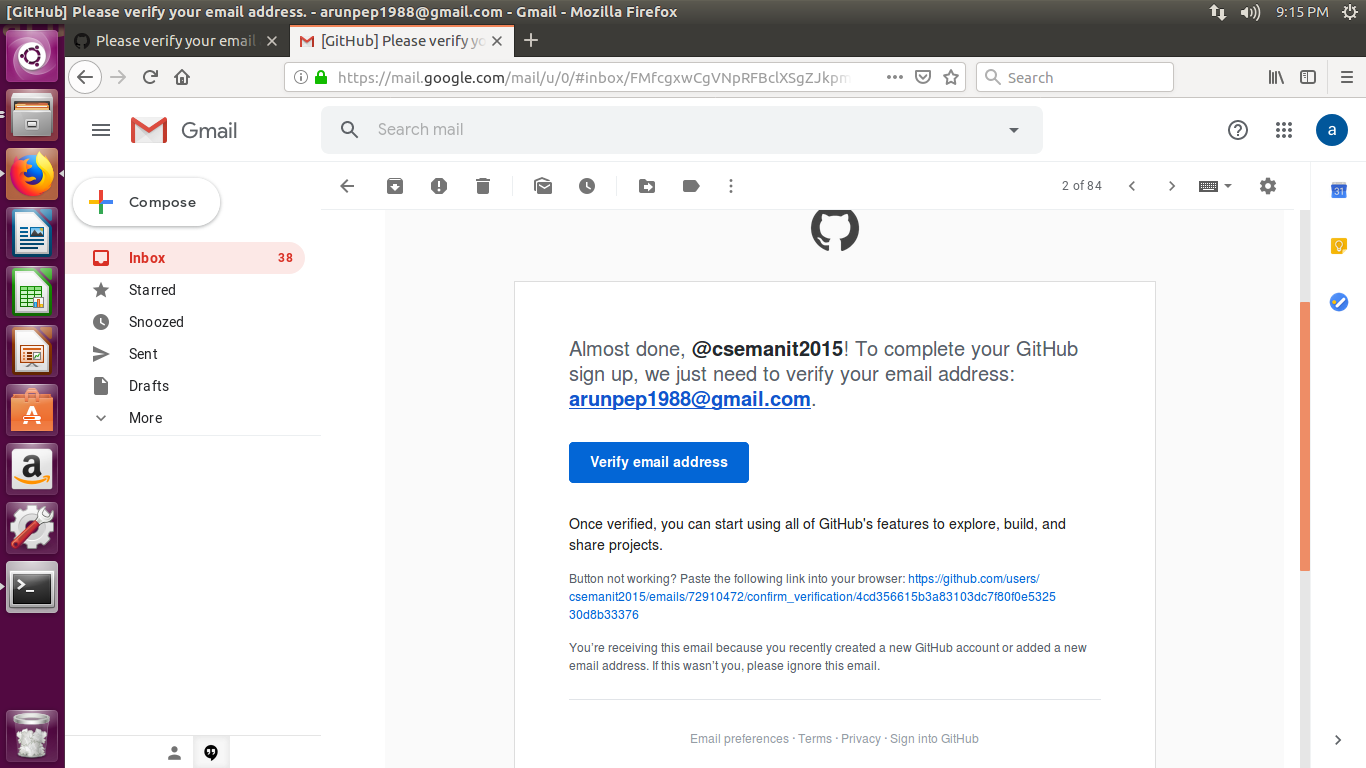 [GitHub] Please verify your email address. - arunpep1988@gmail.com - Gmail - Mozilla Firefox
9:15 PM
Please verify your email
[GitHub] Please verify yo
https://mail.google.com/mail/u/0/#inbox/FMfcgxwCgVNpRFBclXSgZJkpm
Search
Gmail
Search mail
a
Compose
2 of 84
31
Inbox 38
Starred
Snoozed
Sent
Drafts
More
Almost done, @csemanit2015! To complete your GitHub
sign up, we just need to verify your email address:
arunpep1988@gmail.com.
Verify email address
Once verified, you can start using all of GitHub's features to explore, build, and
share projects.
Button not working? Paste the following link into your browser: https://github.com/users/
csemanit2015/emails/72910472/confirm_verification/4cd356615b3a83103dc7f80f0e5325
30d8b33376
You're receiving this email because you recently created a new GitHub account or added a new
email address. If this wasn't you, please ignore this email.
Email preferences · Terms · Privacy · Sign into GitHub